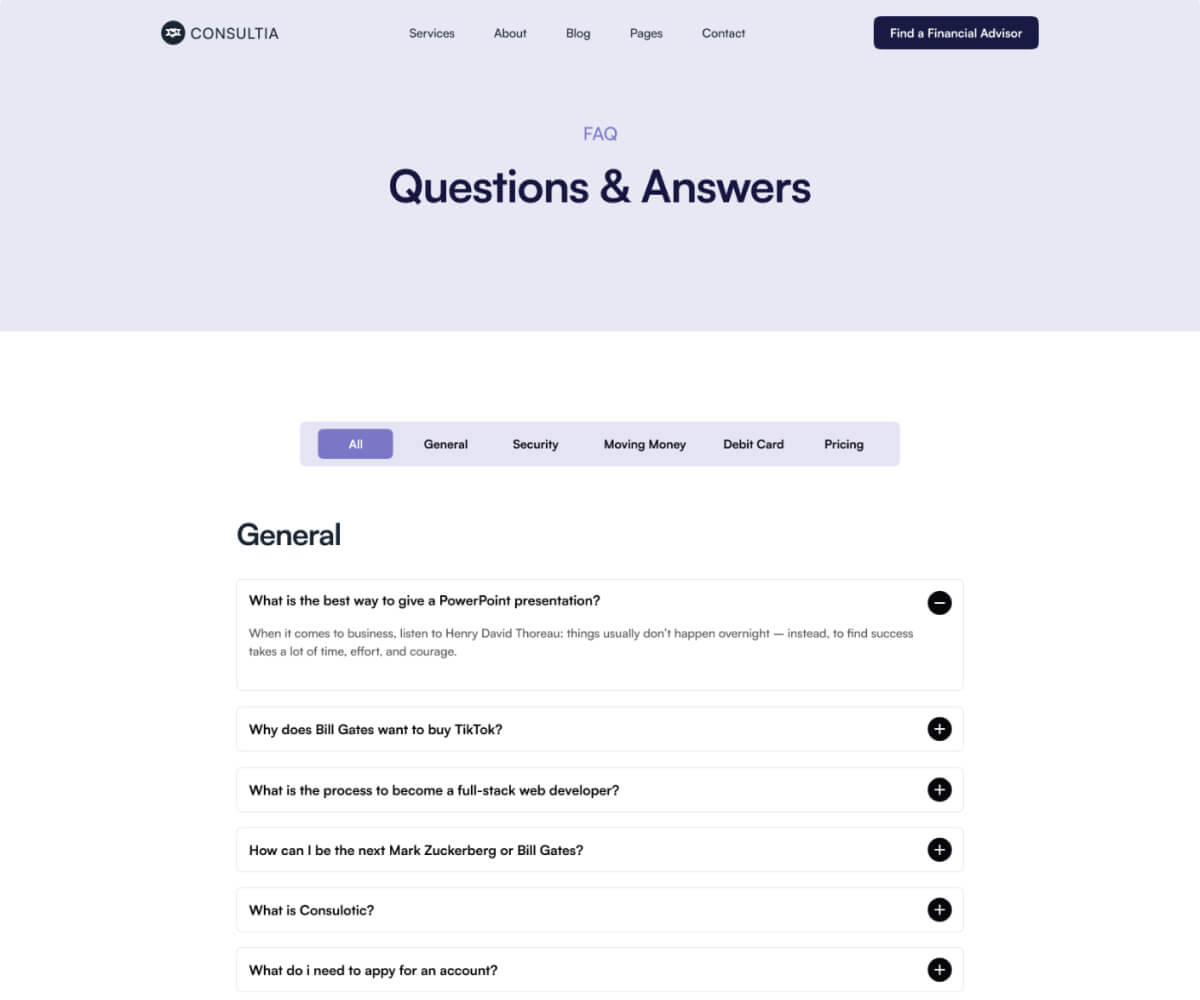 CONSULTIA
Services About Blog Pages Contact
Find a Financial Advisor
FAQ
Questions & Answers
All General Security Moving Money Debit Card Pricing
General
What is the best way to give a PowerPoint presentation?
When it comes to business, listen to Henry David Thoreau: things usually don't happen overnight — instead, to find success
takes a lot of time, effort, and courage.
Why does Bill Gates want to buy TikTok?
What is the process to become a full-stack web developer?
How can I be the next Mark Zuckerberg or Bill Gates?
What is Consulotic?
What do i need to appy for an account?